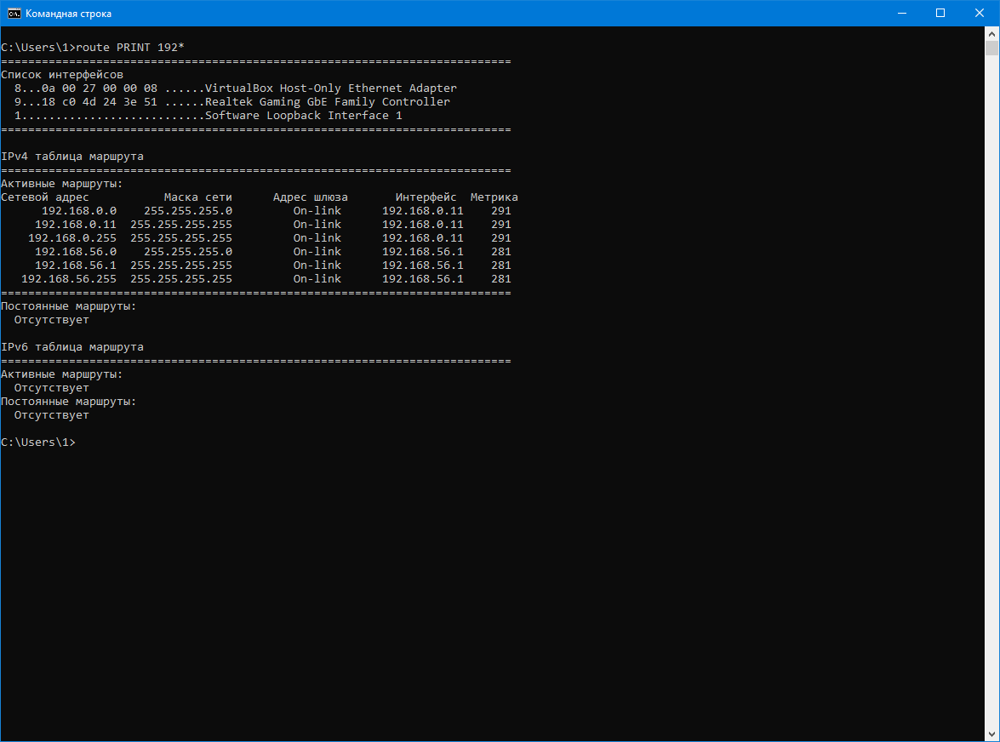 Командная строка
C:\Users\1>route PRINT 192*
===========================================================================
Список интерфейсов
  8...0a 00 27 00 00 08 ......VirtualBox Host-Only Ethernet Adapter
  9...18 c0 4d 24 3e 51 ......Realtek Gaming GbE Family Controller
  1...........................Software Loopback Interface 1
===========================================================================
IPv4 таблица маршрута
===========================================================================
Активные маршруты:
Сетевой адрес           Маска сети      Адрес шлюза       Интерфейс  Метрика
      192.168.0.0    255.255.255.0         On-link      192.168.0.11    291
     192.168.0.11  255.255.255.255         On-link      192.168.0.11    291
    192.168.0.255  255.255.255.255         On-link      192.168.0.11    291
     192.168.56.0    255.255.255.0         On-link      192.168.56.1    281
     192.168.56.1  255.255.255.255         On-link      192.168.56.1    281
   192.168.56.255  255.255.255.255         On-link      192.168.56.1    281
===========================================================================
Постоянные маршруты:
  Отсутствует
IPv6 таблица маршрута
===========================================================================
Активные маршруты:
  Отсутствует
Постоянные маршруты:
  Отсутствует
C:\Users\1>